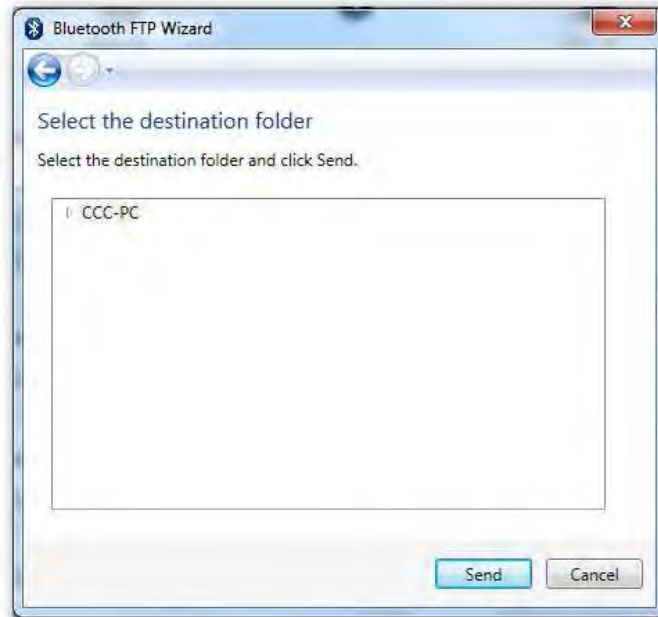 Bluetooth FTP Wizard
Select the destination folder
Select the destination folder and click Send.
CCC-PC
Send Cancel